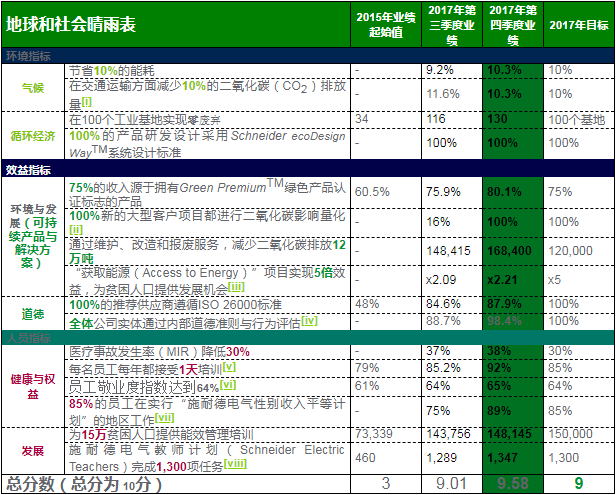 地球和社会晴雨表 2015年业绩起始值 2017年第三季度业绩 2017年第四季度业绩 2017年目标
环境指标
气候 节省10%的能耗 - 9.2% 10.3% 10%
在交通运输方面减少10%的二氧化碳（CO2）排放量[i] - 11.6% 10.3% 10%
循环经济 在100个工业基地实现零废弃 34 116 130 100个基地
100%的产品研发设计采用Schneider ecoDesign Way™系统设计标准 - 100% 100% 100%
效益指标
环境与发展（可持续产品与解决方案） 75%的收入源于拥有Green Premium™绿色产品认证标志的产品 60.5% 75.9% 80.1% 75%
100%新的大型客户项目都进行二氧化碳影响量化[ii] - 16% 100% 100%
通过维护、改造和报废服务，减少二氧化碳排放12万吨 - 148,415 168,400 120,000
“获取能源（Access to Energy）”项目实现5倍效益，为贫困人口提供发展机会[iii] - x2.09 x2.21 x5
道德 100%的推荐供应商遵循ISO 26000标准 48% 84.6% 87.9% 100%
全体公司实体通过内部道德准则与行为评估[iv] - 88.7% 98.4% 100%
人员指标
健康与权益 医疗事故发生率（MIR）降低30% - 37% 38% 30%
每名员工每年都接受1天培训[v] 79% 85.2% 92% 85%
员工敬业度指数达到64%[vi] 61% 64% 65% 64%
85%的员工在实行“施耐德电气性别收入平等计划”的地区工作[vii] - 75% 89% 85%
发展 为15万贫困人口提供能效管理培训 73,339 143,756 148,145 150,000
施耐德电气教师计划（Schneider Electric Teachers）完成1,300项任务[viii] 460 1,289 1,347 1,300
总分数（总分为10分） 3 9.01 9.58 9